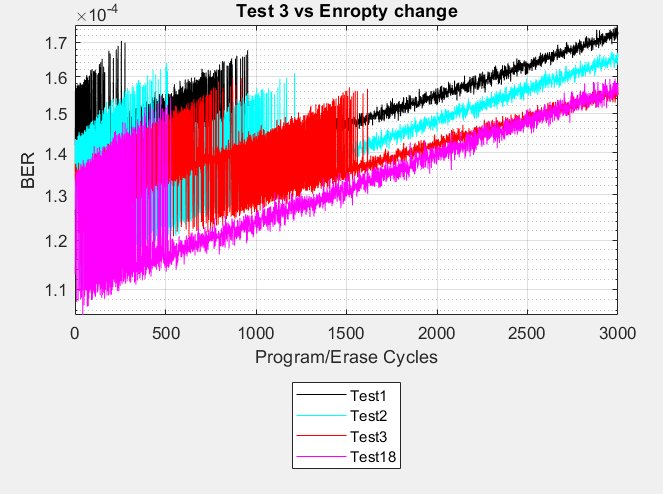 Test 3 vs Enropty change
×10-4
1.7
1.6
1.5
1.4
1.3
1.2
1.1
BER
0 500 1000 1500 2000 2500 3000
Program/Erase Cycles
Test1
Test2
Test3
Test18